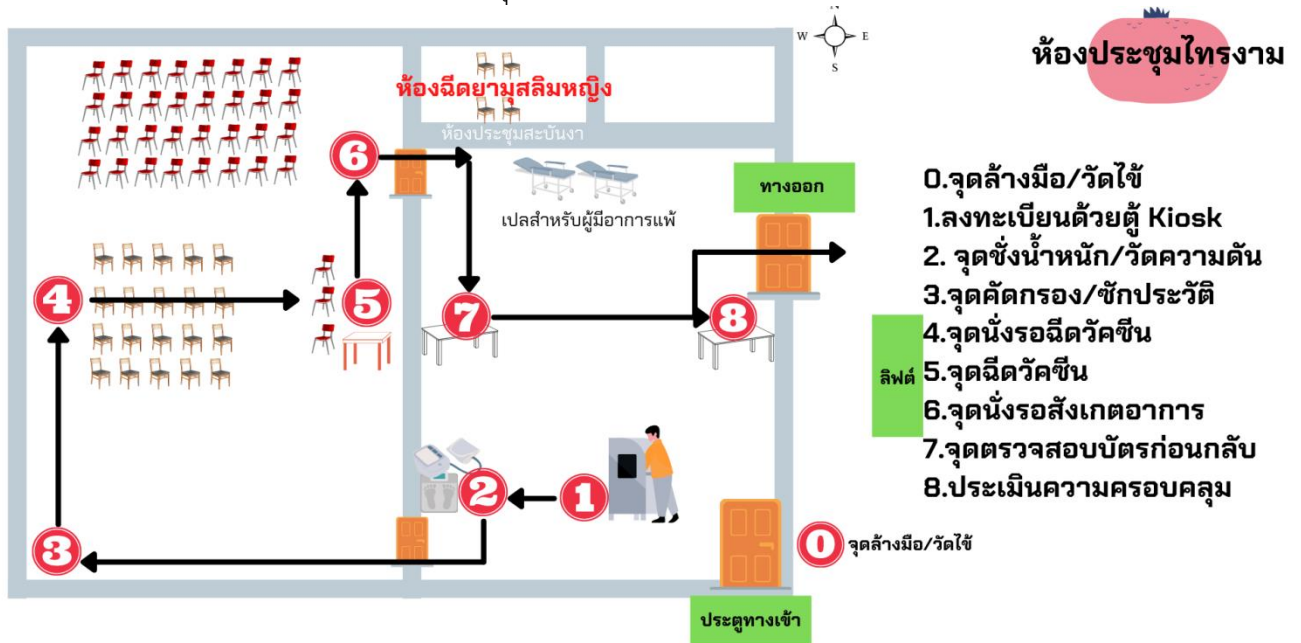 N
W
E
S
ห้องประชุมไทรงาม
ห้องฉีดยามุสลิมหญิง
ห้องประชุมสะบันงา
6
เปลสำหรับผู้มีอาการแพ้
ทางออก
4
5
7
8
ลิฟต์
2
1
3
0
จุดล้างมือ/วัดไข้
ประตูทางเข้า
0.จุดล้างมือ/วัดไข้
1.ลงทะเบียนด้วยตู้ Kiosk
2. จุดชั่งน้ำหนัก/วัดความดัน
3.จุดคัดกรอง/ซักประวัติ
4.จุดนั่งรอฉีดวัคซีน
5.จุดฉีดวัคซีน
6.จุดนั่งรอสังเกตอาการ
7.จุดตรวจสอบบัตรก่อนกลับ
8.ประเมินความครอบคลุม